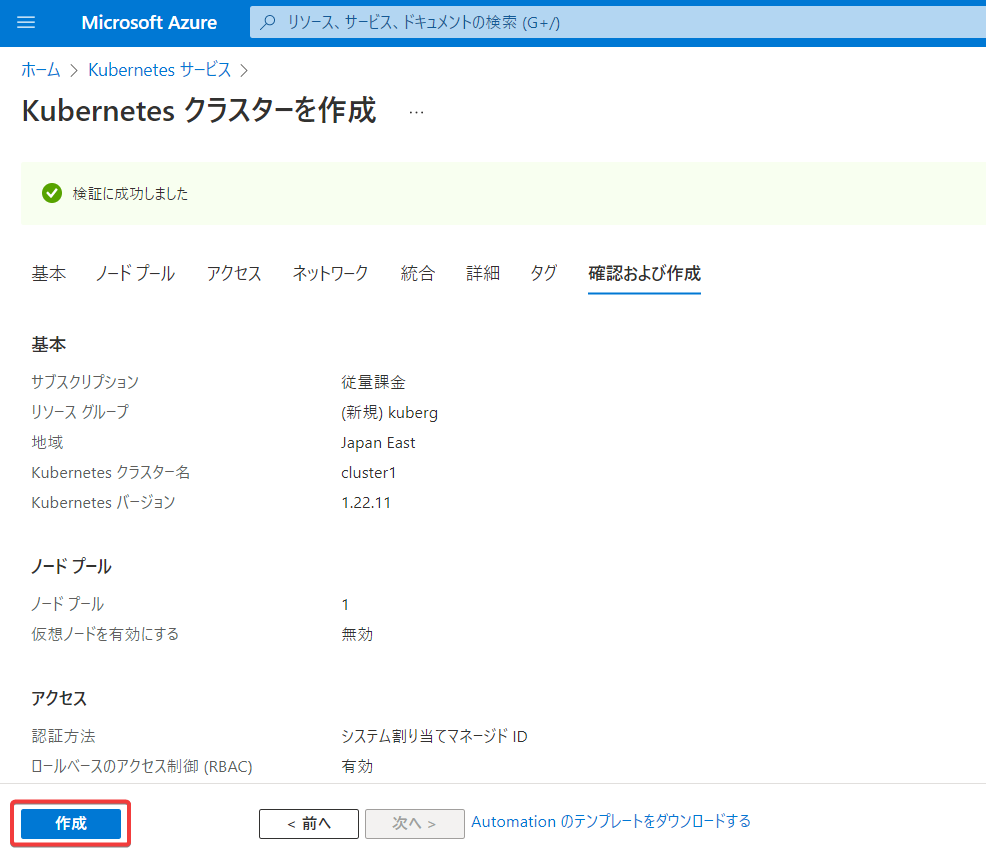 Microsoft Azure
リソース、サービス、ドキュメントの検索 (G+/)
ホーム > Kubernetes サービス >
Kubernetes クラスターを作成 ...
検証に成功しました
基本 ノード プール アクセス ネットワーク 統合 詳細 タグ 確認および作成
基本
サブスクリプション 従量課金
リソース グループ (新規) kuberg
地域 Japan East
Kubernetes クラスター名 cluster1
Kubernetes バージョン 1.22.11
ノード プール
ノード プール 1
仮想ノードを有効にする 無効
アクセス
認証方法 システム割り当てマネージド ID
ロールベースのアクセス制御 (RBAC) 有効
作成 < 前へ 次へ > Automation のテンプレートをダウンロードする